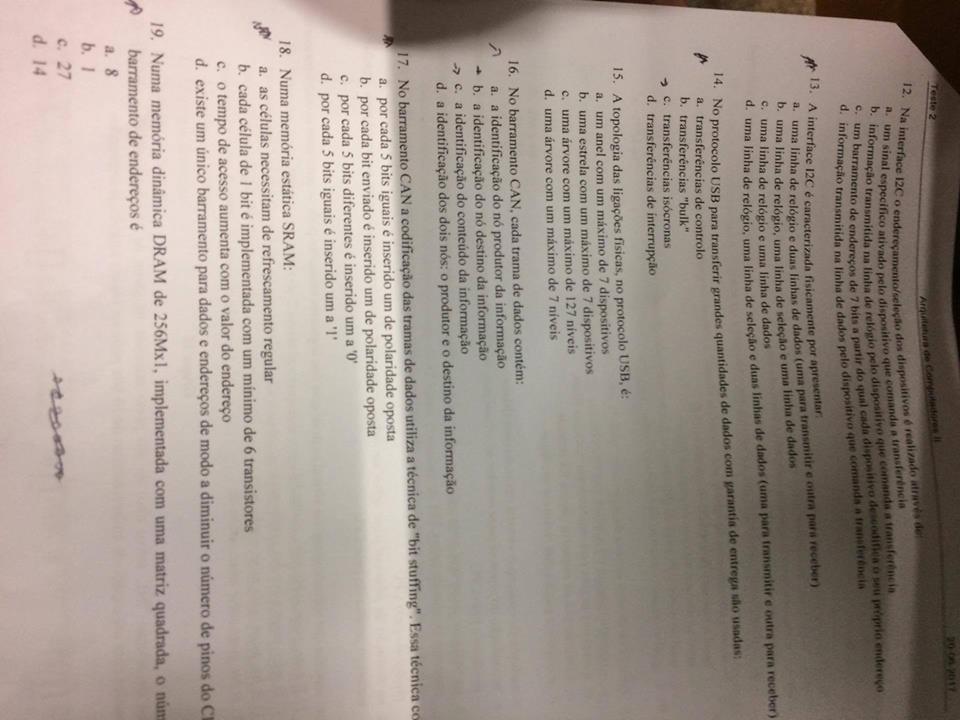 Teste 2
Arquitetura de Computadores II
20-06-2017
12. Na interface I2C o endereçamento/seleção dos dispositivos é realizado através de:
a. um sinal específico ativado pelo dispositivo que comanda a transferência
b. informação transmitida na linha de relógio pelo dispositivo que comanda a transferência
c. um barramento de endereços de 7 bits a partir do qual cada dispositivo descodifica o seu próprio endereço
d. informação transmitida na linha de dados pelo dispositivo que comanda a transferência
13. A interface I2C é caracterizada fisicamente por apresentar:
a. uma linha de relógio e duas linhas de dados (uma para transmitir e outra para receber)
b. uma linha de relógio, uma linha de seleção e uma linha de dados
c. uma linha de relógio e uma linha de dados
d. uma linha de relógio, uma linha de seleção e duas linhas de dados (uma para transmitir e outra para receber)
14. No protocolo USB para transferir grandes quantidades de dados com garantia de entrega são usadas:
a. transferências de controlo
b. transferências "bulk"
c. transferências isócronas
d. transferências de interrupção
15. A topologia das ligações físicas, no protocolo USB, é:
a. um anel com um máximo de 7 dispositivos
b. uma estrela com um máximo de 7 dispositivos
c. uma árvore com um máximo de 127 níveis
d. uma árvore com um máximo de 7 níveis
16. No barramento CAN, cada trama de dados contém:
a. a identificação do nó produtor da informação
b. a identificação do nó destino da informação
c. a identificação do conteúdo da informação
d. a identificação dos dois nós: o produtor e o destino da informação
17. No barramento CAN a codificação das tramas de dados utiliza a técnica de "bit stuffing". Essa técnica co
a. por cada 5 bits iguais é inserido um de polaridade oposta
b. por cada bit enviado é inserido um de polaridade oposta
c. por cada 5 bits diferentes é inserido um a '0'
d. por cada 5 bits iguais é inserido um a '1'
18. Numa memória estática SRAM:
a. as células necessitam de refrescamento regular
b. cada célula de 1 bit é implementada com um mínimo de 6 transistores
c. o tempo de acesso aumenta com o valor do endereço
d. existe um único barramento para dados e endereços de modo a diminuir o número de pinos do C
19. Numa memória dinâmica DRAM de 256Mx1, implementada com uma matriz quadrada, o núm
barramento de endereços é
a. 8
b. 1
c. 27
d. 14